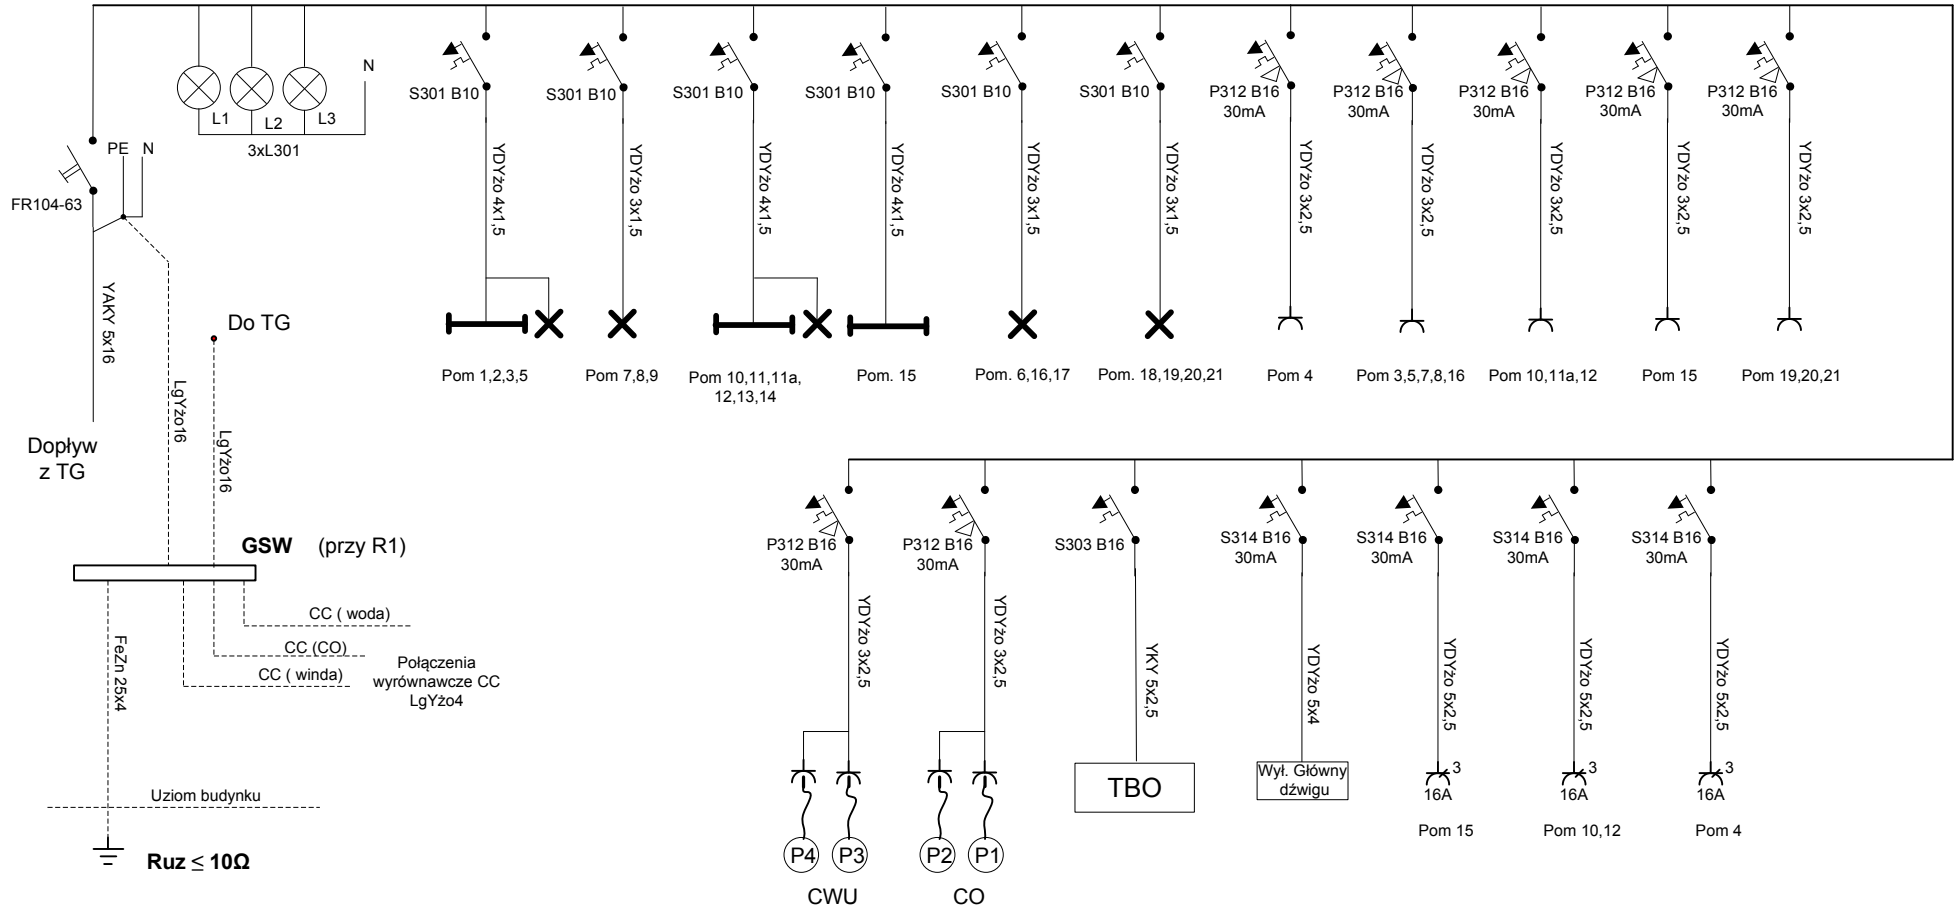 L1
L2
L3
N
3xL301
PE
N
FR104-63
YAKY 5x16
Dopływ
z TG
LgYżo16
Do TG
LgYżo16
GSW (przy R1)
FeZn 25x4
CC ( woda)
CC (CO)
CC ( winda)
Połączenia
wyrównawcze CC
LgYżo4
Uziom budynku
Ruz ≤ 10Ω
S301 B10
YDYżo 4x1,5
Pom 1,2,3,5
S301 B10
YDYżo 3x1,5
Pom 7,8,9
S301 B10
YDYżo 4x1,5
Pom 10,11,11a,
12,13,14
S301 B10
YDYżo 4x1,5
Pom. 15
S301 B10
YDYżo 3x1,5
Pom. 6,16,17
S301 B10
YDYżo 3x1,5
Pom. 18,19,20,21
P312 B16
30mA
YDYżo 3x2,5
Pom 4
P312 B16
30mA
YDYżo 3x2,5
Pom 3,5,7,8,16
P312 B16
30mA
YDYżo 3x2,5
Pom 10,11a,12
P312 B16
30mA
YDYżo 3x2,5
Pom 15
P312 B16
30mA
YDYżo 3x2,5
Pom 19,20,21
P312 B16
30mA
YDYżo 3x2,5
P4
P3
CWU
P312 B16
30mA
YDYżo 3x2,5
P2
P1
CO
S303 B16
YKY 5x2,5
TBO
S314 B16
30mA
YDYżo 5x4
Wył. Główny
dźwigu
S314 B16
30mA
YDYżo 5x2,5
3
16A
Pom 15
S314 B16
30mA
YDYżo 5x2,5
3
16A
Pom 10,12
S314 B16
30mA
YDYżo 5x2,5
3
16A
Pom 4